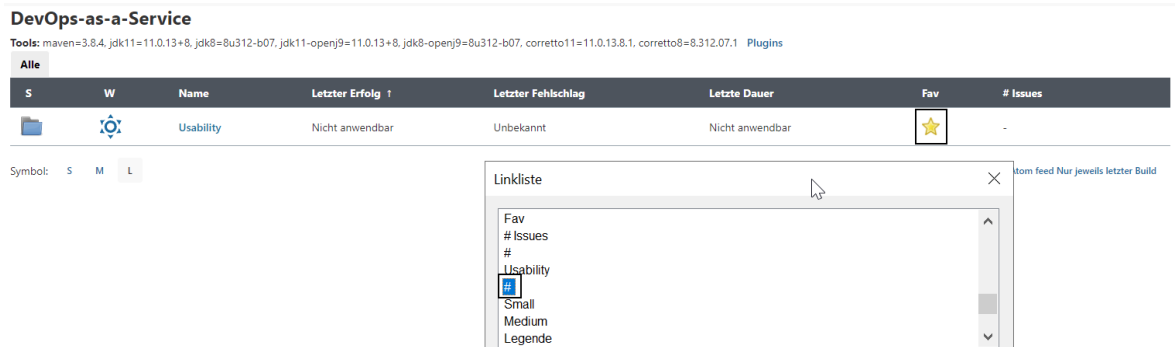 DevOps-as-a-Service
Tools: maven=3.8.4, jdk11=11.0.13+8, jdk8=8u312-b07, jdk11-openj9=11.0.13+8, jdk8-openj9=8u312-b07, corretto11=11.0.13.8.1, corretto8=8.312.07.1 Plugins
Alle
S W Name Letzter Erfolg ↑ Letzter Fehlschlag Letzte Dauer Fav # Issues
Usability Nicht anwendbar Unbekannt Nicht anwendbar -
Symbol: S M L
Atom feed Nur jeweils letzter Build
Linkliste
Fav
# Issues
#
Usability
#
Small
Medium
Legende